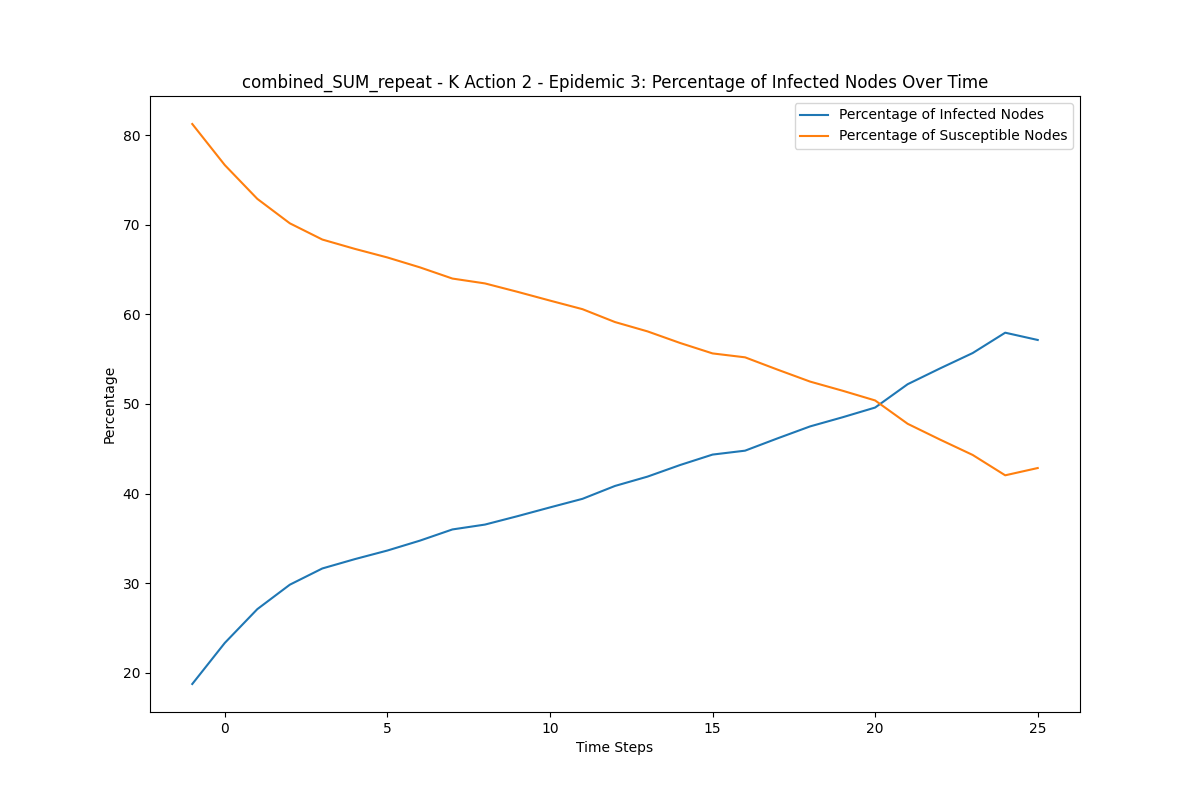 combined_SUM_repeat - K Action 2 - Epidemic 3: Percentage of Infected Nodes Over Time
Percentage of Infected Nodes
Percentage of Susceptible Nodes
Percentage
80
70
60
50
40
30
20
0 5 10 15 20 25
Time Steps